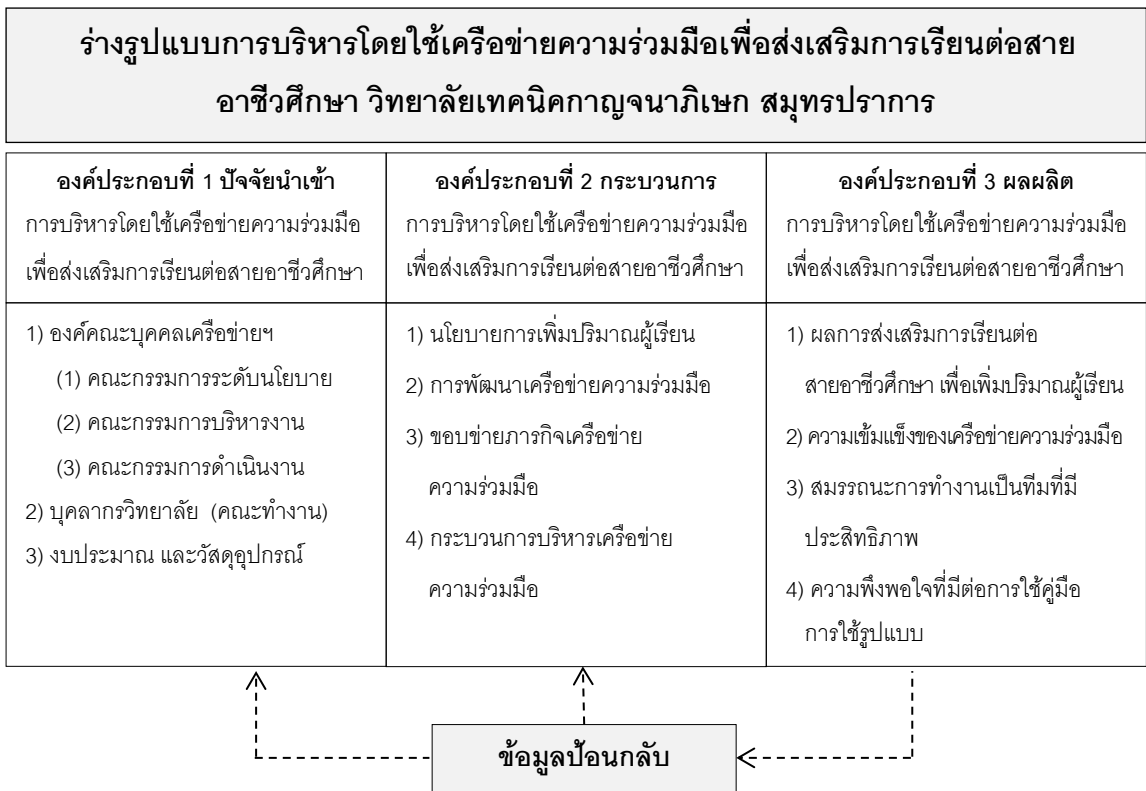 ร่างรูปแบบการบริหารโดยใช้เครือข่ายความร่วมมือเพื่อส่งเสริมการเรียนต่อสาย
อาชีวศึกษา วิทยาลัยเทคนิคกาญจนาภิเษก สมุทรปราการ
องค์ประกอบที่ 1 ปัจจัยนำเข้า
การบริหารโดยใช้เครือข่ายความร่วมมือ
เพื่อส่งเสริมการเรียนต่อสายอาชีวศึกษา
1) องค์คณะบุคคลเครือข่ายฯ
(1) คณะกรรมการระดับนโยบาย
(2) คณะกรรมการบริหารงาน
(3) คณะกรรมการดำเนินงาน
2) บุคลากรวิทยาลัย (คณะทำงาน)
3) งบประมาณ และวัสดุอุปกรณ์
องค์ประกอบที่ 2 กระบวนการ
การบริหารโดยใช้เครือข่ายความร่วมมือ
เพื่อส่งเสริมการเรียนต่อสายอาชีวศึกษา
1) นโยบายการเพิ่มปริมาณผู้เรียน
2) การพัฒนาเครือข่ายความร่วมมือ
3) ขอบข่ายภารกิจเครือข่าย
ความร่วมมือ
4) กระบวนการบริหารเครือข่าย
ความร่วมมือ
องค์ประกอบที่ 3 ผลผลิต
การบริหารโดยใช้เครือข่ายความร่วมมือ
เพื่อส่งเสริมการเรียนต่อสายอาชีวศึกษา
1) ผลการส่งเสริมการเรียนต่อ
สายอาชีวศึกษา เพื่อเพิ่มปริมาณผู้เรียน
2) ความเข้มแข็งของเครือข่ายความร่วมมือ
3) สมรรถนะการทำงานเป็นทีมที่มี
ประสิทธิภาพ
4) ความพึงพอใจที่มีต่อการใช้คู่มือ
การใช้รูปแบบ
ข้อมูลป้อนกลับ